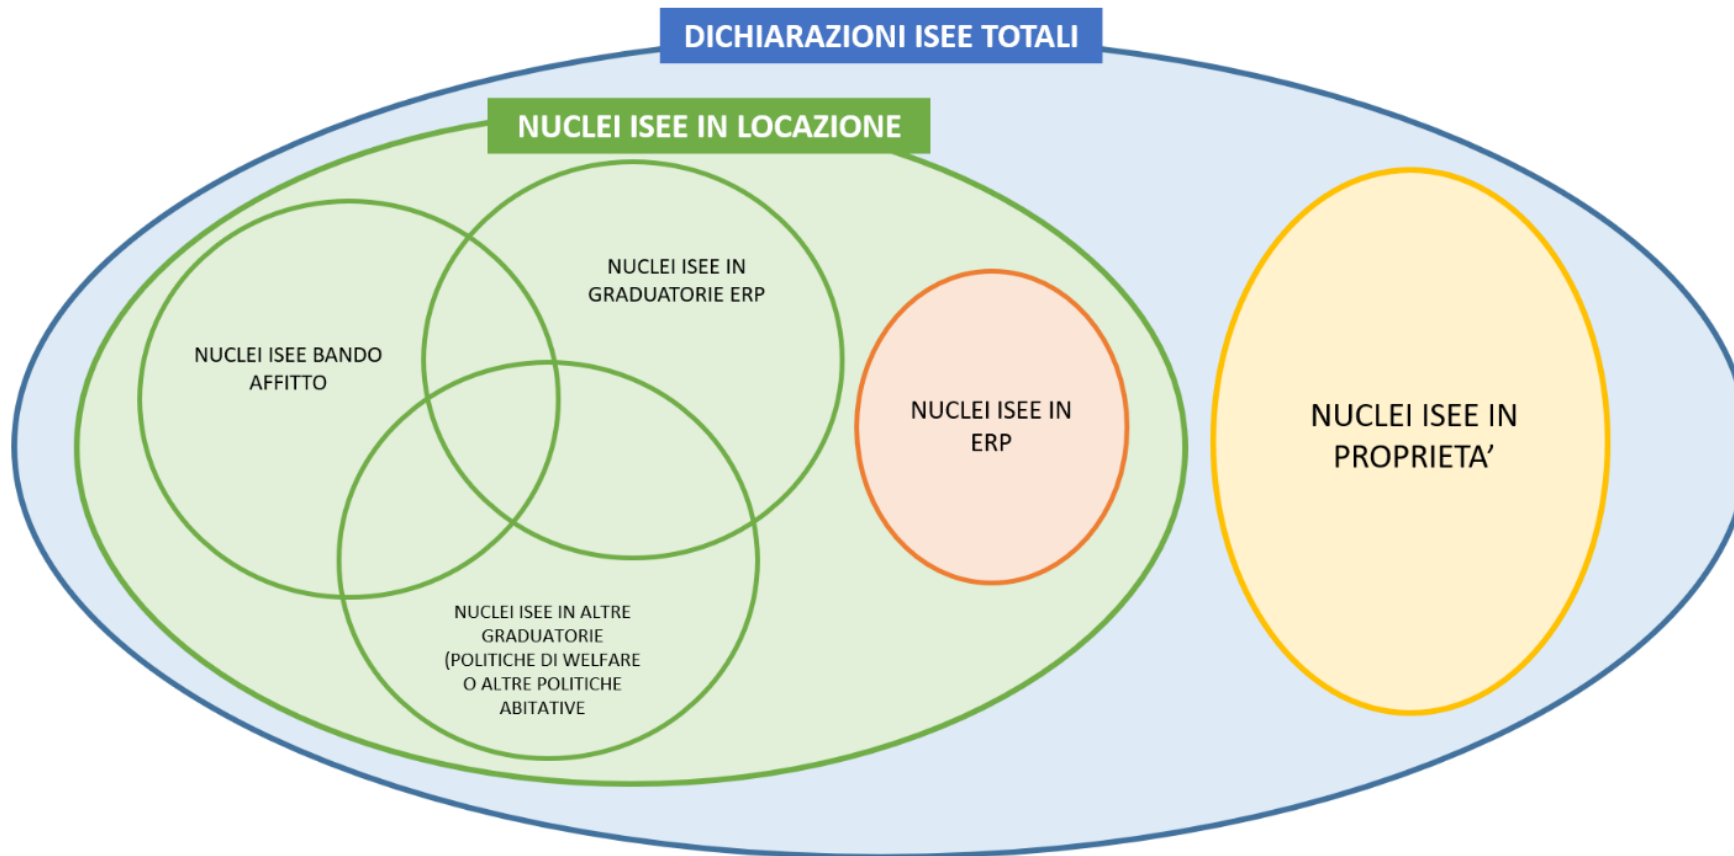 DICHIARAZIONI ISEE TOTALI
NUCLEI ISEE IN LOCAZIONE
NUCLEI ISEE IN
GRADUATORIE ERP
NUCLEI ISEE BANDO
AFFITTO
NUCLEI ISEE IN
ERP
NUCLEI ISEE IN
PROPRIETA’
NUCLEI ISEE IN ALTRE
GRADUATORIE
(POLITICHE DI WELFARE
O ALTRE POLITICHE
ABITATIVE